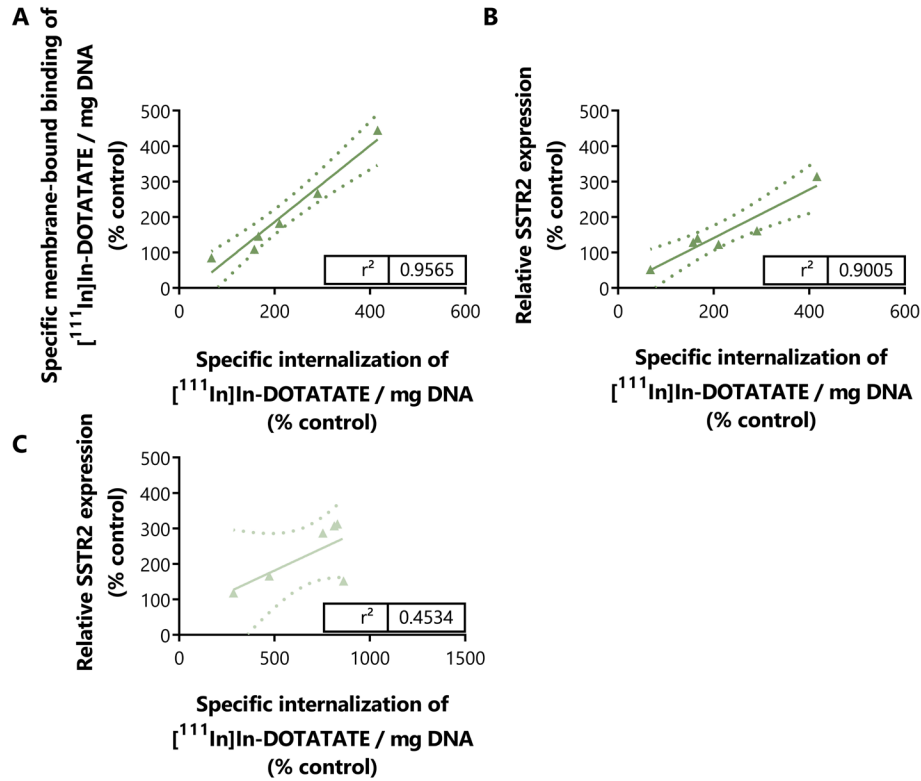 A
Specific membrane-bound binding of
[¹¹¹In]In-DOTATATE / mg DNA
(% control)
500
400
300
200
100
0
r² 0.9565
0 200 400 600
Specific internalization of
[¹¹¹In]In-DOTATATE / mg DNA
(% control)
B
Relative SSTR2 expression
(% control)
500
400
300
200
100
0
r² 0.9005
0 200 400 600
Specific internalization of
[¹¹¹In]In-DOTATATE / mg DNA
(% control)
C
Relative SSTR2 expression
(% control)
500
400
300
200
100
0
r² 0.4534
0 500 1000 1500
Specific internalization of
[¹¹¹In]In-DOTATATE / mg DNA
(% control)